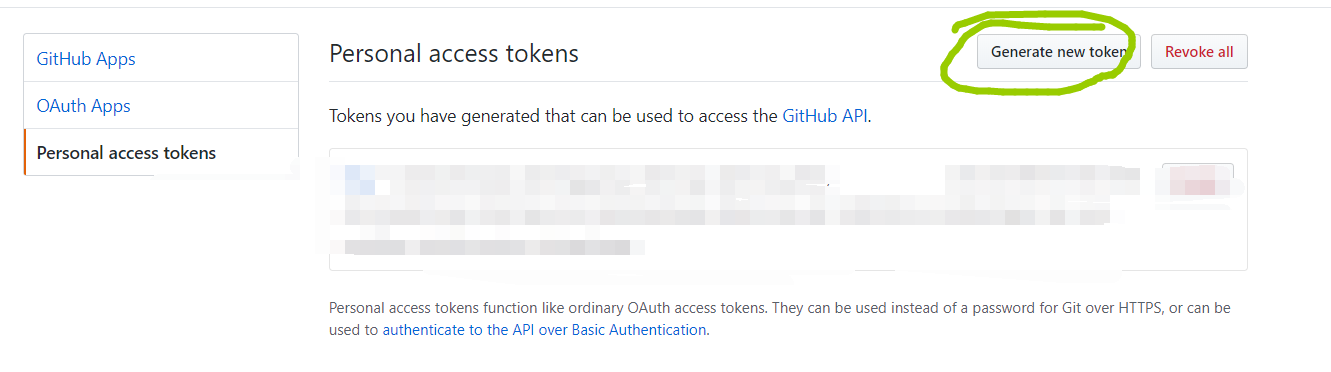 GitHub Apps
OAuth Apps
Personal access tokens
Personal access tokens
Generate new token
Revoke all
Tokens you have generated that can be used to access the GitHub API.
Personal access tokens function like ordinary OAuth access tokens. They can be used instead of a password for Git over HTTPS, or can be
used to authenticate to the API over Basic Authentication.